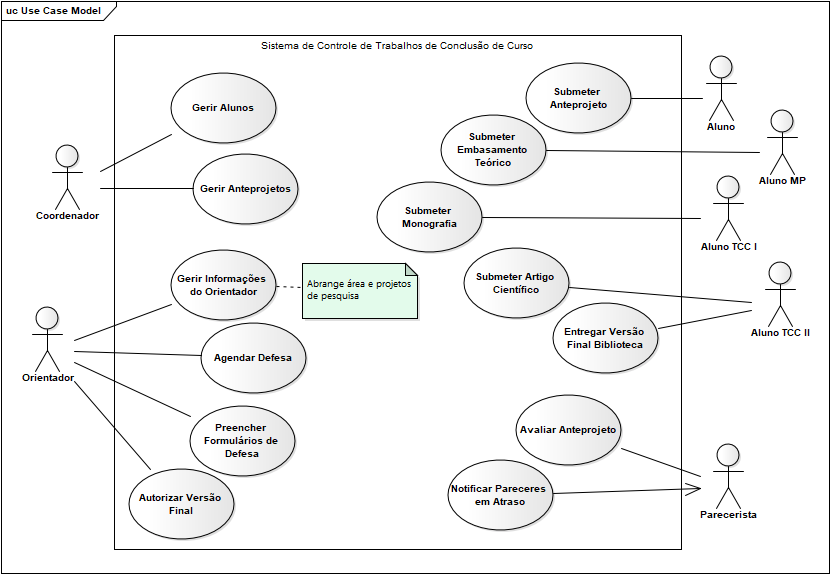 uc Use Case Model
Sistema de Controle de Trabalhos de Conclusão de Curso
Gerir Alunos
Gerir Anteprojetos
Coordenador
Submeter
Anteprojeto
Aluno
Submeter
Embasamento
Teórico
Aluno MP
Submeter
Monografia
Aluno TCC I
Gerir Informações
do Orientador
Abrange área e projetos
de pesquisa
Submeter Artigo
Científico
Entregar Versão
Final Biblioteca
Aluno TCC II
Agendar Defesa
Orientador
Preencher
Formulários de
Defesa
Autorizar Versão
Final
Avaliar Anteprojeto
Notificar Pareceres
em Atraso
Parecerista